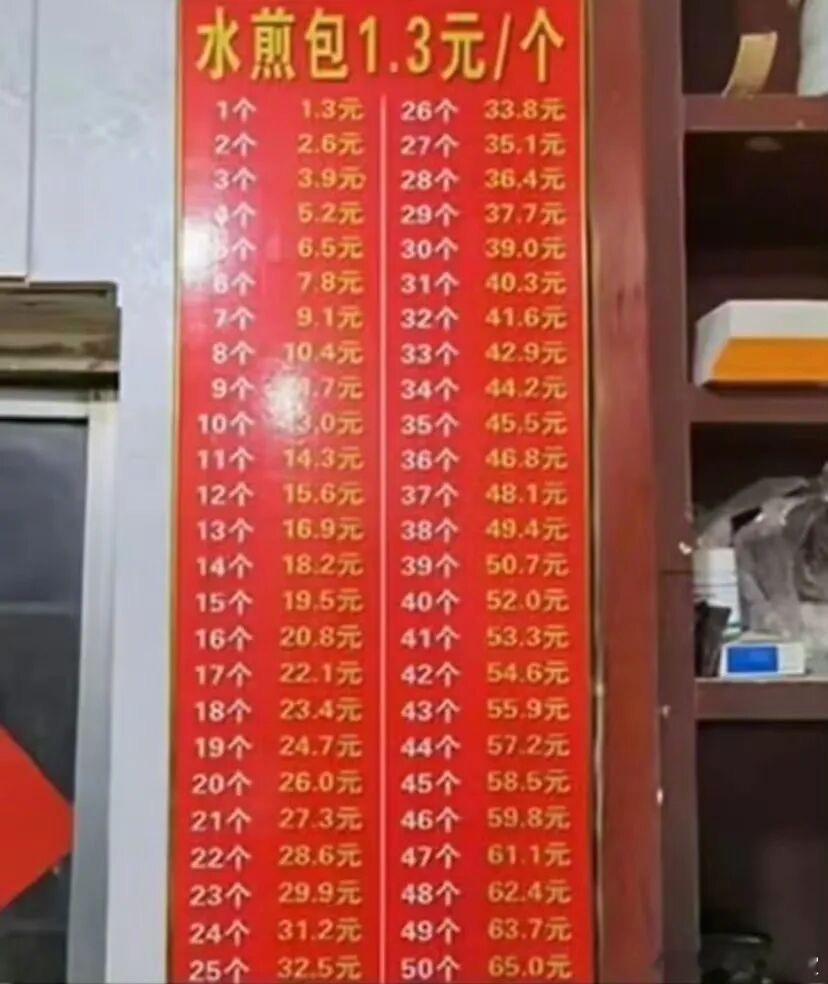 水煎包1.3元/个
1个 1.3元
2个 2.6元
3个 3.9元
4个 5.2元
5个 6.5元
6个 7.8元
7个 9.1元
8个 10.4元
9个 11.7元
10个 13.0元
11个 14.3元
12个 15.6元
13个 16.9元
14个 18.2元
15个 19.5元
16个 20.8元
17个 22.1元
18个 23.4元
19个 24.7元
20个 26.0元
21个 27.3元
22个 28.6元
23个 29.9元
24个 31.2元
25个 32.5元
26个 33.8元
27个 35.1元
28个 36.4元
29个 37.7元
30个 39.0元
31个 40.3元
32个 41.6元
33个 42.9元
34个 44.2元
35个 45.5元
36个 46.8元
37个 48.1元
38个 49.4元
39个 50.7元
40个 52.0元
41个 53.3元
42个 54.6元
43个 55.9元
44个 57.2元
45个 58.5元
46个 59.8元
47个 61.1元
48个 62.4元
49个 63.7元
50个 65.0元